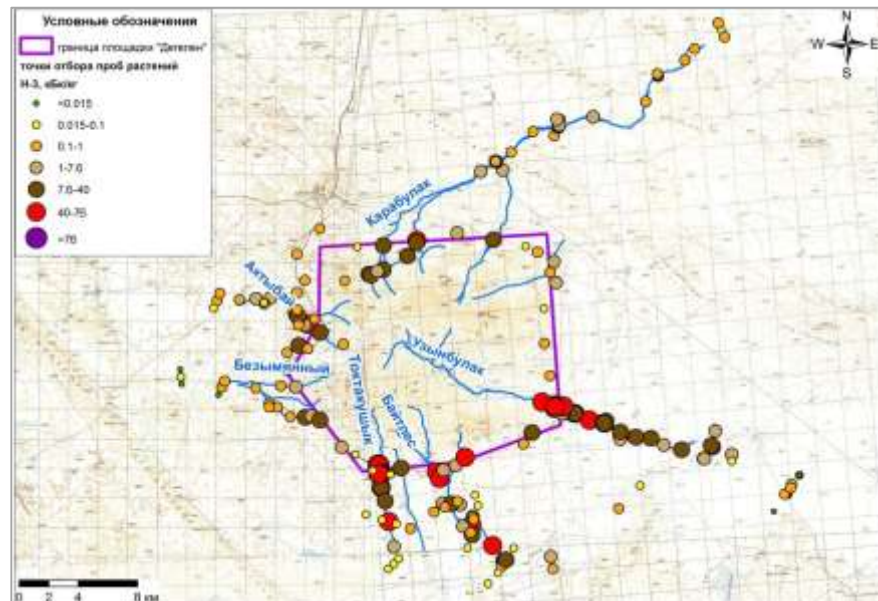 Условные обозначения
граница площадки "Дегелен"
точки отбора проб растений
Н-3, кБк/кг
<0.015
0.015-0.1
0.1-1
1-7.6
7.6-40
40-76
>76
N
W E
S
Карабулак
Актыбай
Безымянный
Токтакушык
Байтлес
Узынбулак
0 2 4 8 км